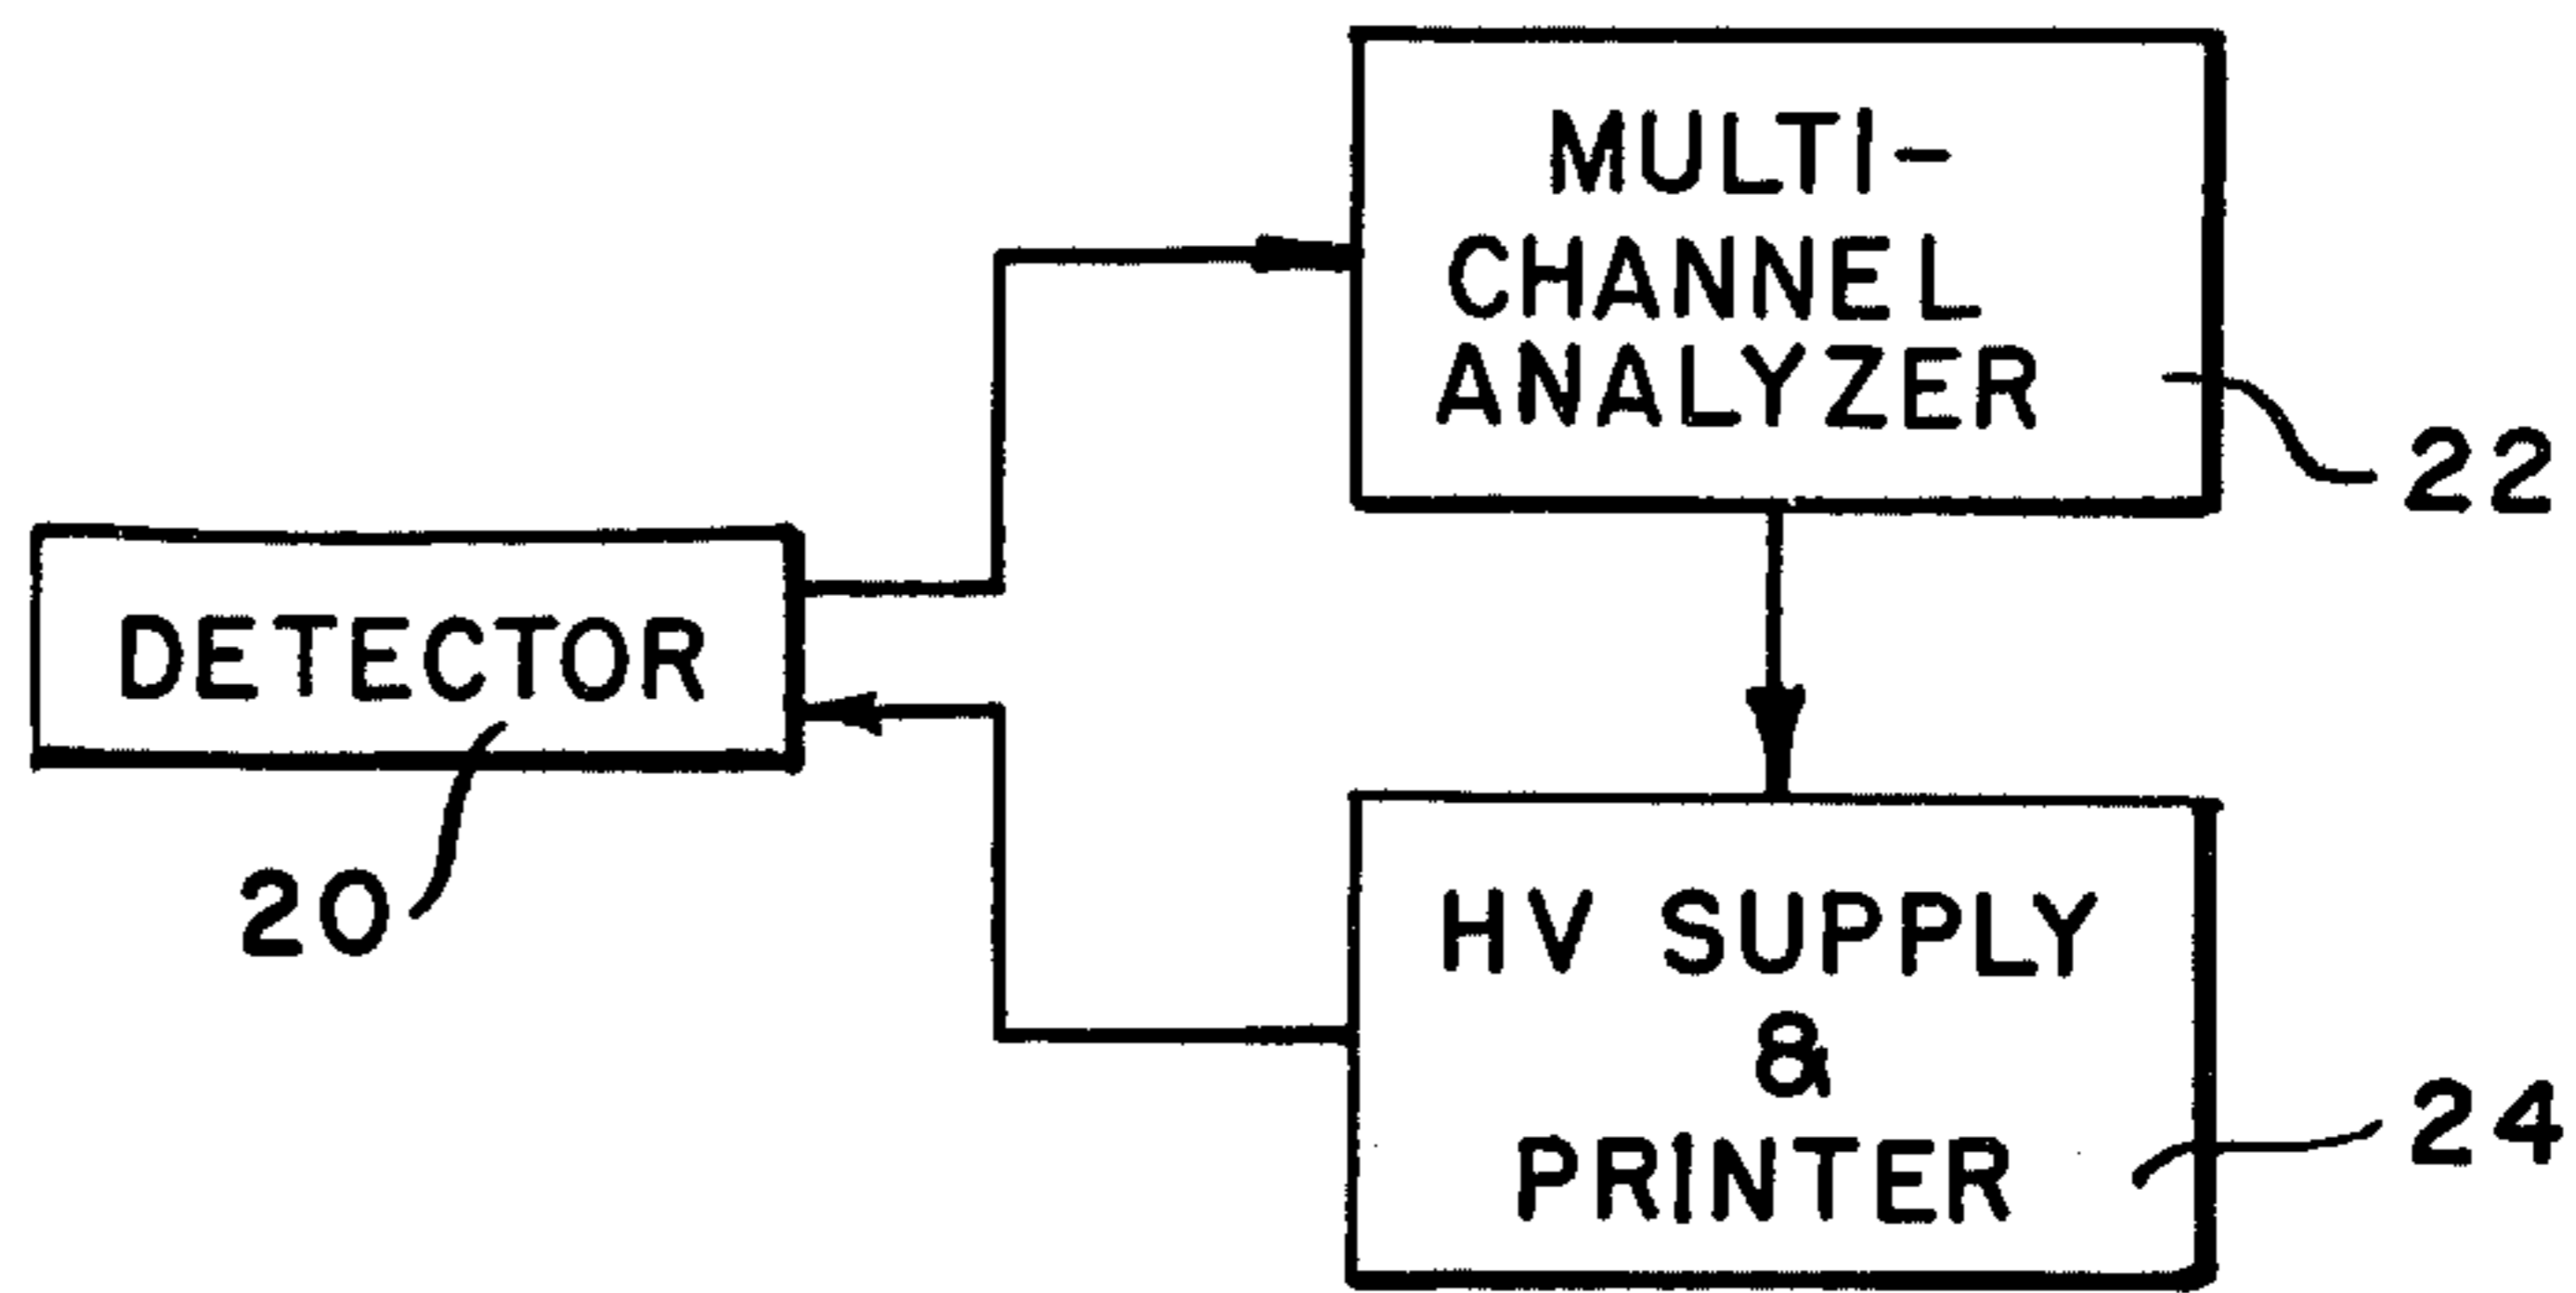 MULTI-
CHANNEL
ANALYZER
22
DETECTOR
20
HV SUPPLY
&
PRINTER
24